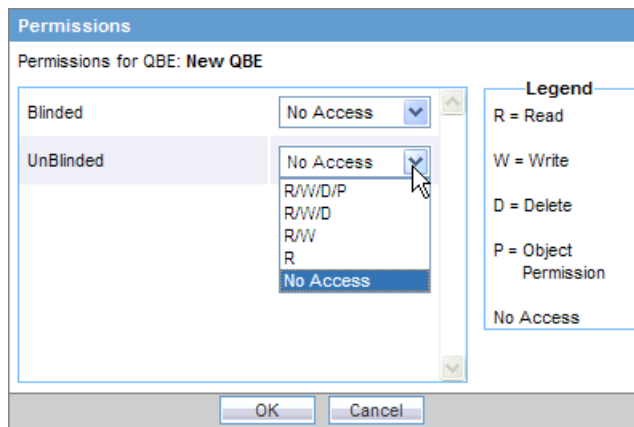 Permissions
Permissions for QBE: New QBE
Blinded
No Access
UnBlinded
No Access
R/W/D/P
R/W/D
R/W
R
No Access
Legend
R = Read
W = Write
D = Delete
P = Object
Permission
No Access
OK
Cancel